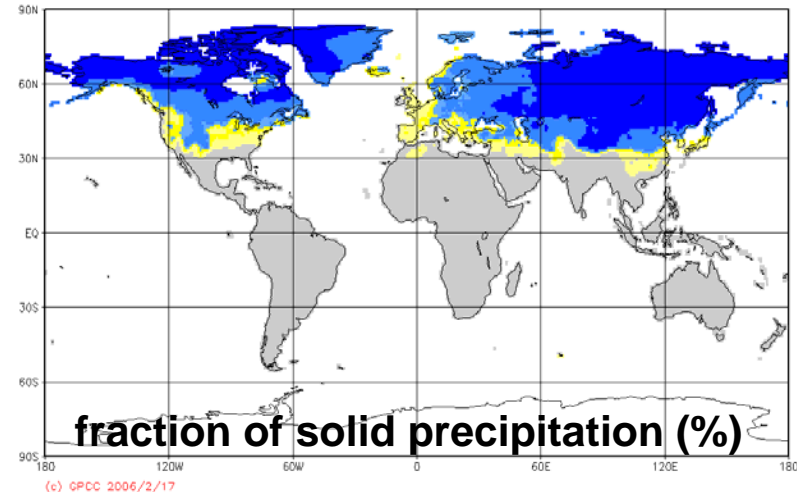 90N
60N
30N
EQ
30S
60S
90S
fraction of solid precipitation (%)
180 120W 60W 0 60E 120E 180
(c) GPCC 2006/2/17